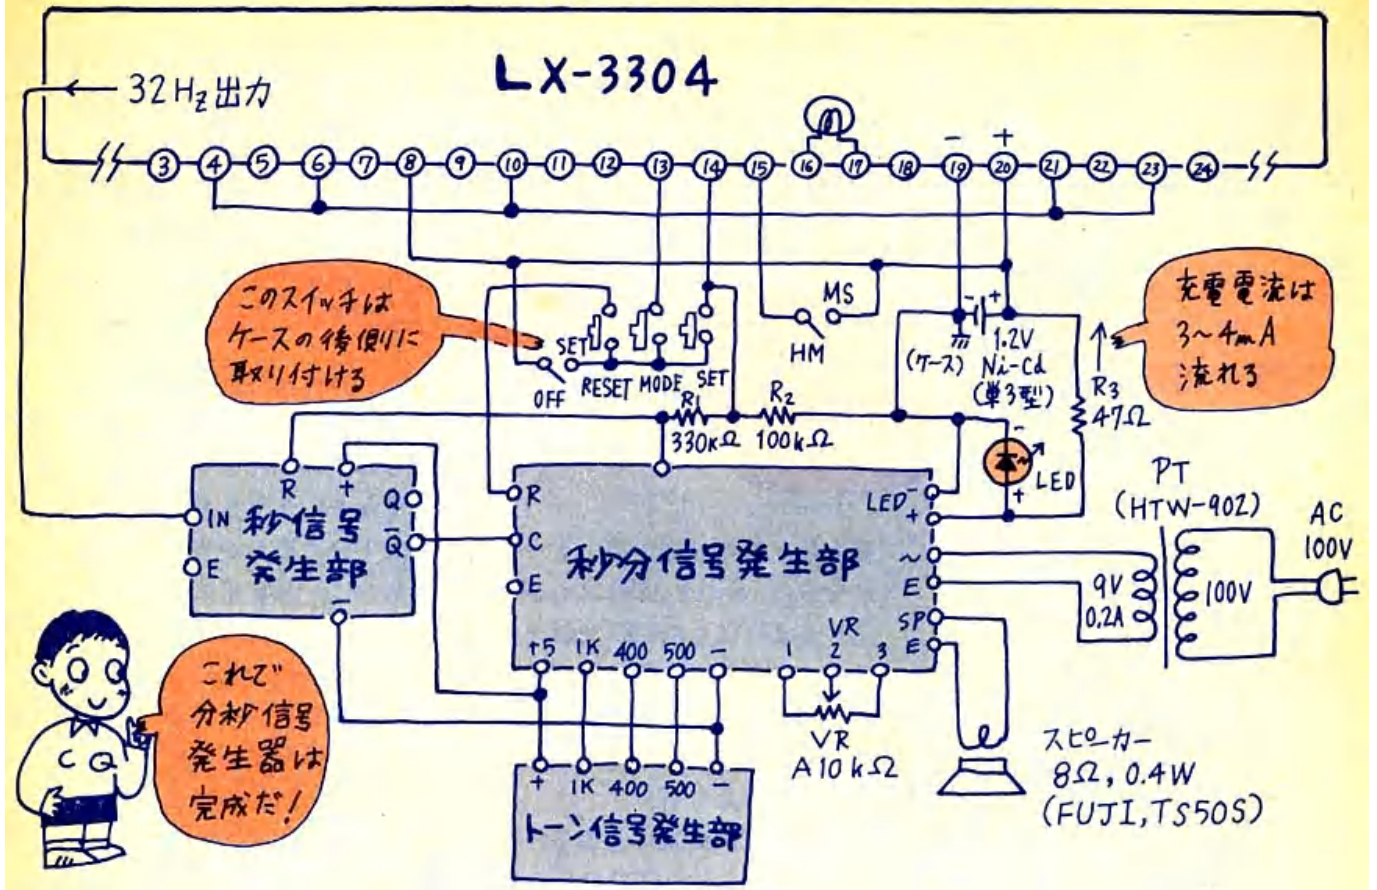 LX-3304
32Hz出力
③ ④ ⑤ ⑥ ⑦ ⑧ ⑨ ⑩ ⑪ ⑫ ⑬ ⑭ ⑮ ⑯ ⑰ ⑱ ⑲ ⑳ ㉑ ㉒ ㉓ ㉔
− +
このスイッチは
ケースの後側に
取り付ける
SET
OFF
RESET
MODE
SET
MS
HM
- +
(ケース)
1.2V
Ni-Cd
(単3型)
R3
47Ω
充電電流は
3~4mA
流れる
R1
330kΩ
R2
100kΩ
-
LED
+
R
+
Q
IN
Q̅
E
−
秒信号
発生部
R
C
E
LED -
+
~
E
SP
E
秒分信号発生部
+5 1K 400 500 −
1 2 3
VR
VR
A10kΩ
PT
(HTW-902)
9V
0.2A
100V
AC
100V
スピーカー
8Ω, 0.4W
(FUJI,TS50S)
+ 1K 400 500 −
トーン信号発生部
これで
分秒信号
発生器は
完成だ!
C Q